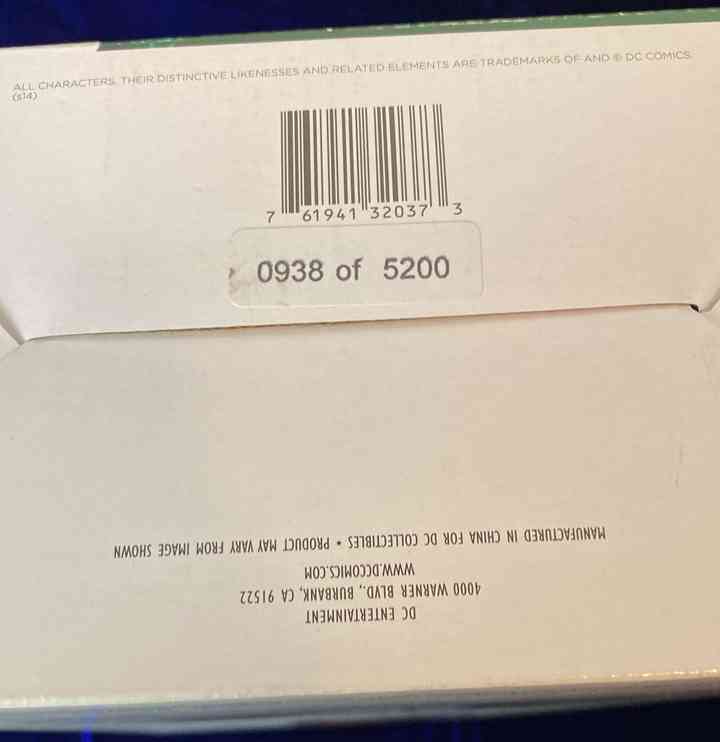 ALL CHARACTERS, THEIR DISTINCTIVE LIKENESSES AND RELATED ELEMENTS ARE TRADEMARKS OF AND © DC COMICS.
(s14)
7 61941 32037 3
0938 of 5200
DC ENTERTAINMENT
4000 WARNER BLVD., BURBANK, CA 91522
WWW.DCCOMICS.COM
MANUFACTURED IN CHINA FOR DC COLLECTIBLES • PRODUCT MAY VARY FROM IMAGE SHOWN